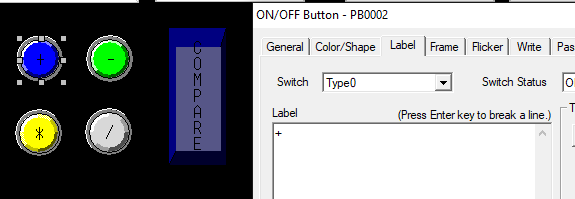 ON/OFF Button - PB0002
General Color/Shape Label Frame Flicker Write Pas
Switch Type0 Switch Status
Label (Press Enter key to break a line.)
+
+ -
* /
COMPARE